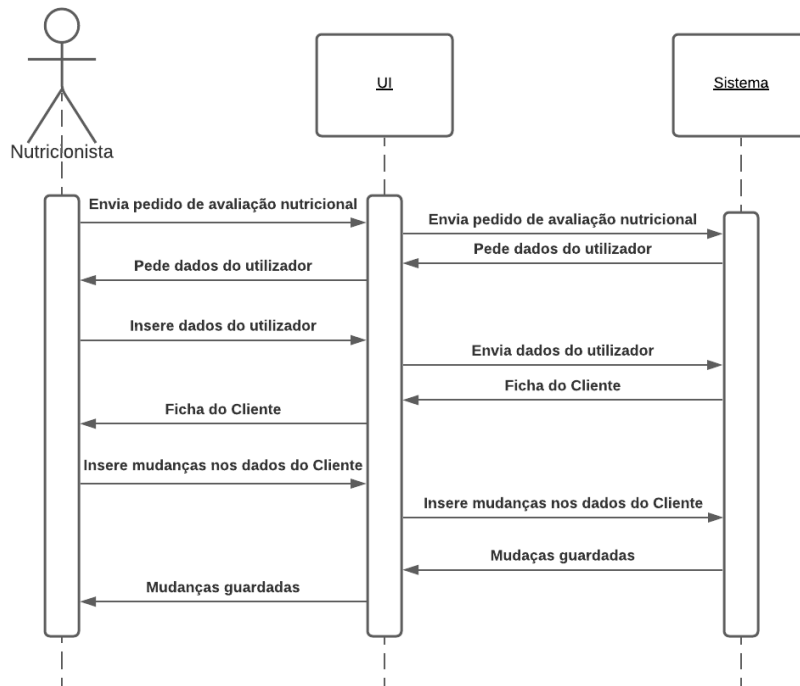 UI
Sistema
Nutricionista
Envia pedido de avaliação nutricional
Envia pedido de avaliação nutricional
Pede dados do utilizador
Pede dados do utilizador
Insere dados do utilizador
Envia dados do utilizador
Ficha do Cliente
Ficha do Cliente
Insere mudanças nos dados do Cliente
Insere mudanças nos dados do Cliente
Mudaças guardadas
Mudanças guardadas